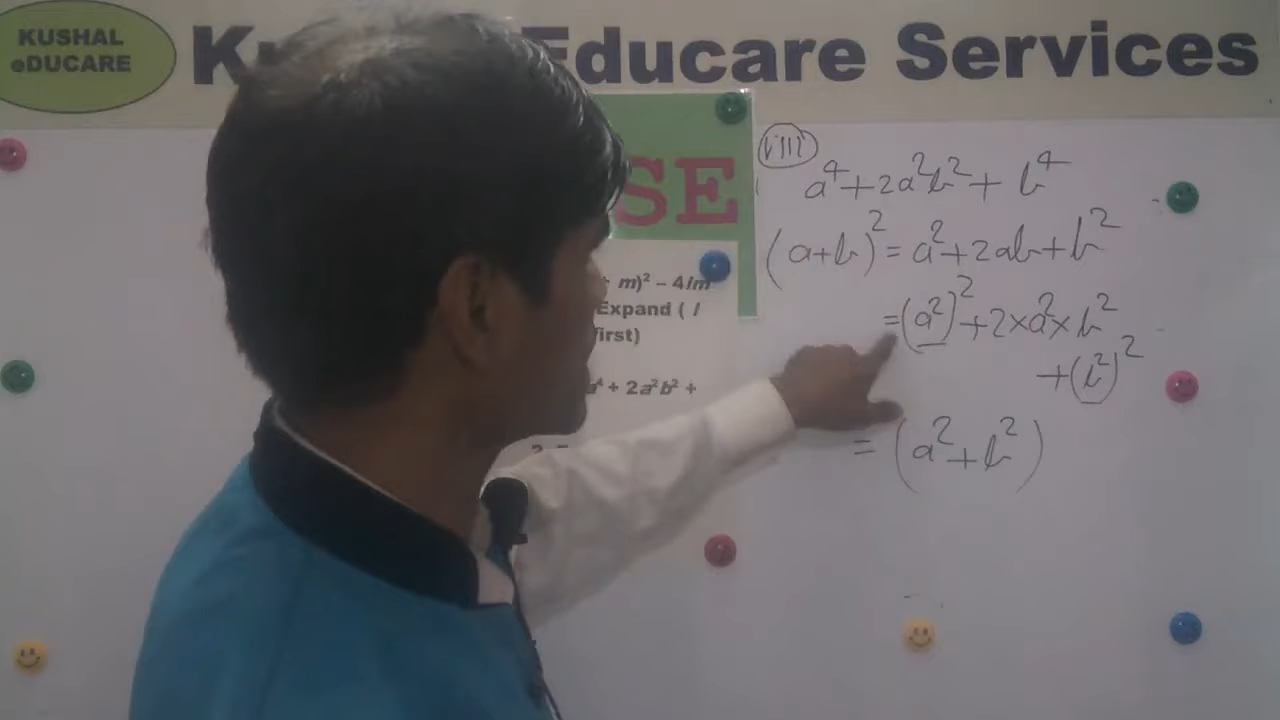 KUSHAL
eDUCARE
Educare Services
SE
m)² – 4lm
Expand ( l
first)
⁴ + 2a²b² +
VIII
a⁴+2a²b²+ b⁴
(a+b)²= a²+2ab+b²
=(a²)²+2×a²×b²
+(b²)²
= (a²+b²)